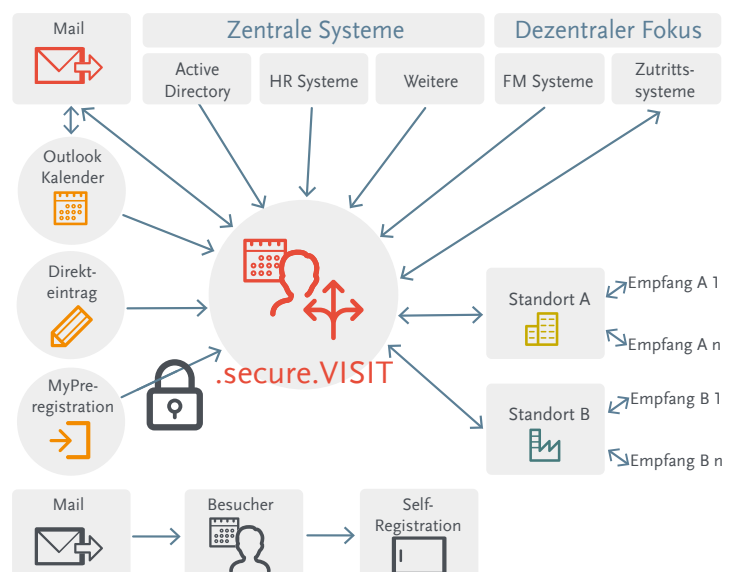 Mail
Zentrale Systeme
Dezentraler Fokus
Active
Directory
HR Systeme
Weitere
FM Systeme
Zutritts-
systeme
Outlook
Kalender
Direkt-
eintrag
MyPre-
registration
.secure.VISIT
Standort A
Empfang A 1
Empfang A n
Standort B
Empfang B 1
Empfang B n
Mail
Besucher
Self-
Registration